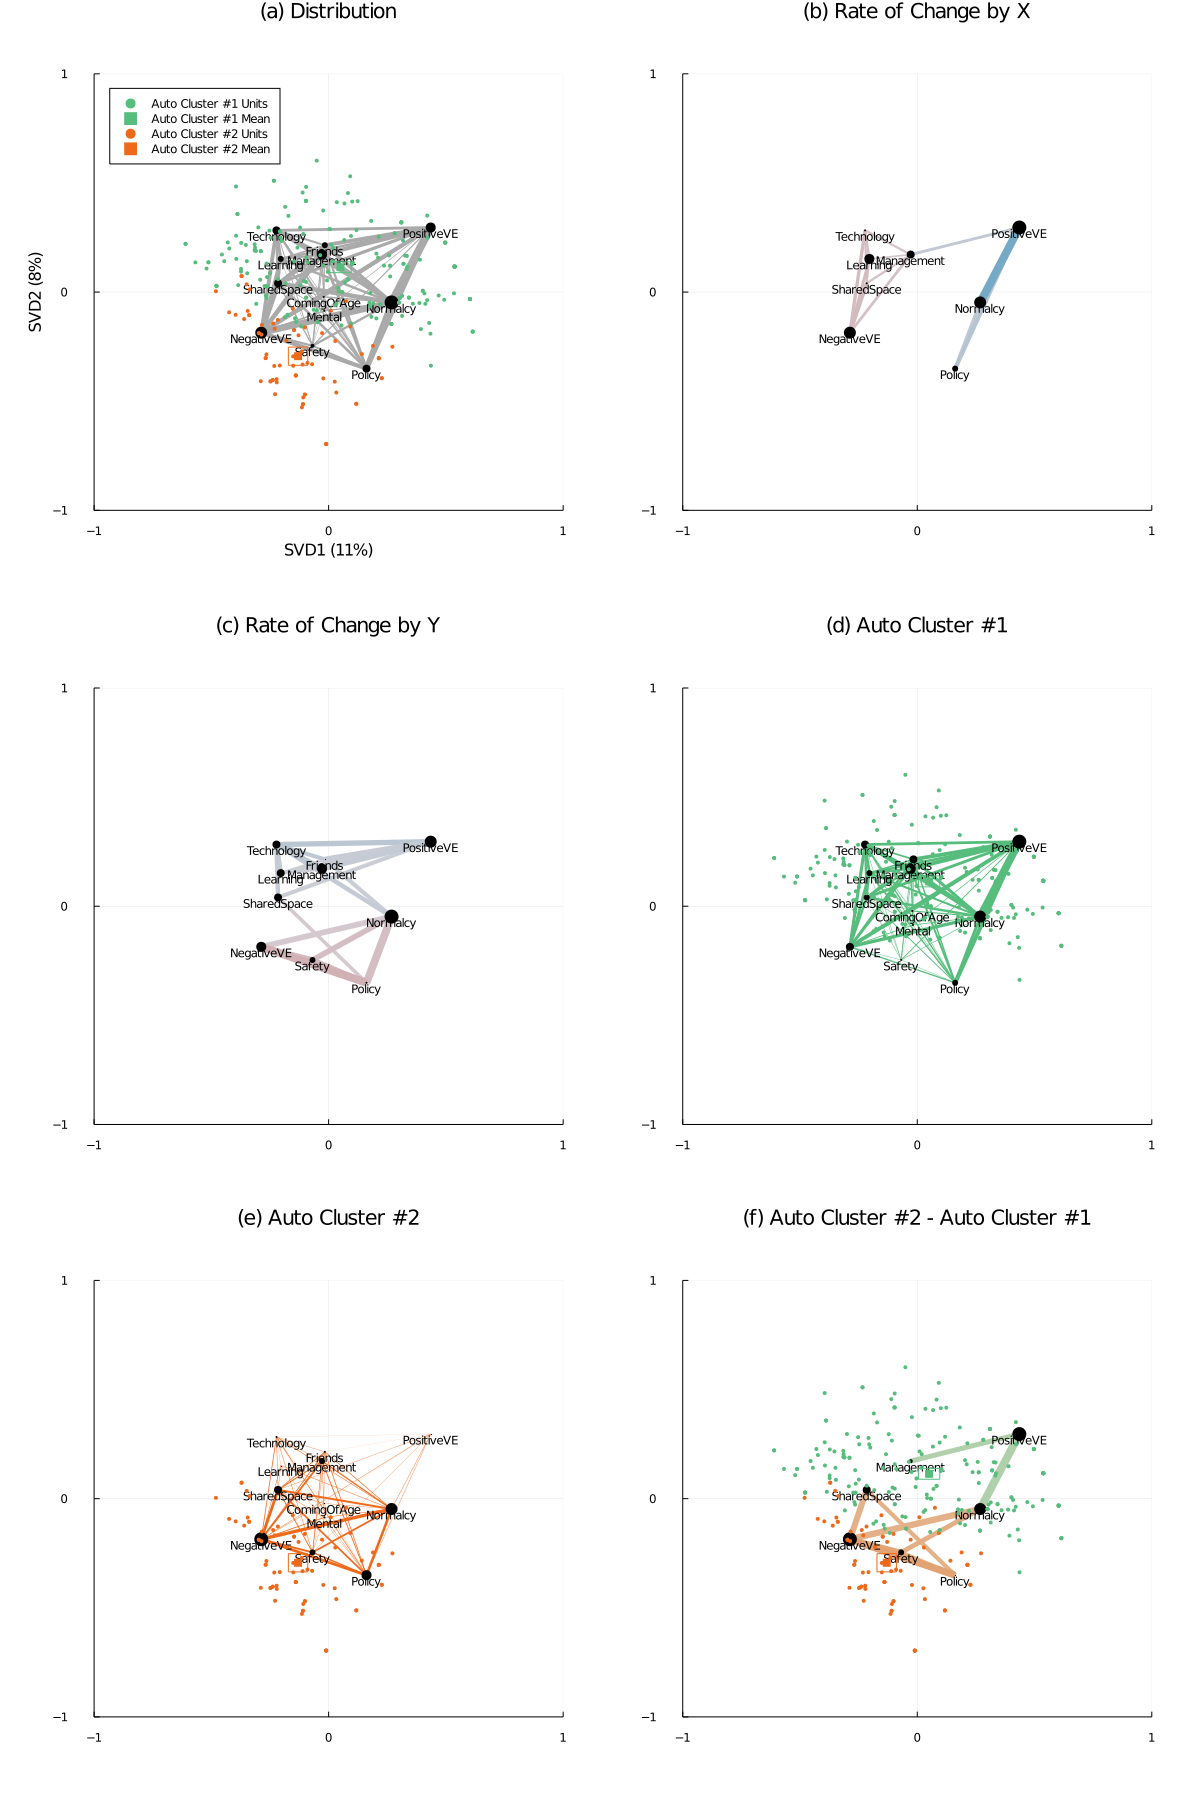 (a) Distribution
1
Auto Cluster #1 Units
Auto Cluster #1 Mean
Auto Cluster #2 Units
Auto Cluster #2 Mean
Technology
PositiveVE
Friends
Management
Learning
SharedSpace
ComingOfAge
Normalcy
Mental
NegativeVE
Safety
Policy
SVD2 (8%)
0
−1
−1
0
1
SVD1 (11%)
(b) Rate of Change by X
1
Technology
PositiveVE
Management
Learning
SharedSpace
Normalcy
NegativeVE
Policy
0
−1
−1
0
1
(c) Rate of Change by Y
1
Technology
PositiveVE
Friends
Management
Learning
SharedSpace
Normalcy
NegativeVE
Safety
Policy
0
−1
−1
0
1
(d) Auto Cluster #1
1
Technology
PositiveVE
Friends
Management
Learning
SharedSpace
ComingOfAge
Normalcy
Mental
NegativeVE
Safety
Policy
0
−1
−1
0
1
(e) Auto Cluster #2
1
Technology
PositiveVE
Friends
Management
Learning
SharedSpace
ComingOfAge
Normalcy
Mental
NegativeVE
Safety
Policy
0
−1
−1
0
1
(f) Auto Cluster #2 - Auto Cluster #1
1
PositiveVE
Management
SharedSpace
Normalcy
NegativeVE
Safety
Policy
0
−1
−1
0
1